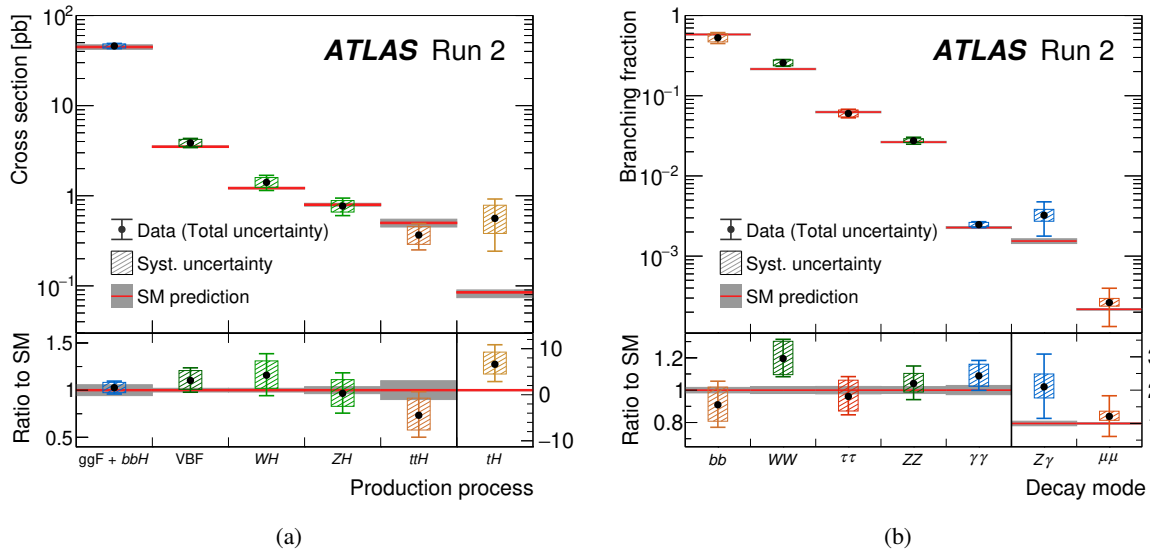 10²
10
1
10⁻¹
Cross section [pb]
ATLAS Run 2
Data (Total uncertainty)
Syst. uncertainty
SM prediction
1.5
1
0.5
Ratio to SM
10
0
−10
ggF + bbH VBF WH ZH ttH tH
Production process
(a)
1
10⁻¹
10⁻²
10⁻³
Branching fraction
ATLAS Run 2
Data (Total uncertainty)
Syst. uncertainty
SM prediction
1.2
1
0.8
Ratio to SM
3
2
bb WW ττ ZZ γγ Zγ μμ
Decay mode
(b)